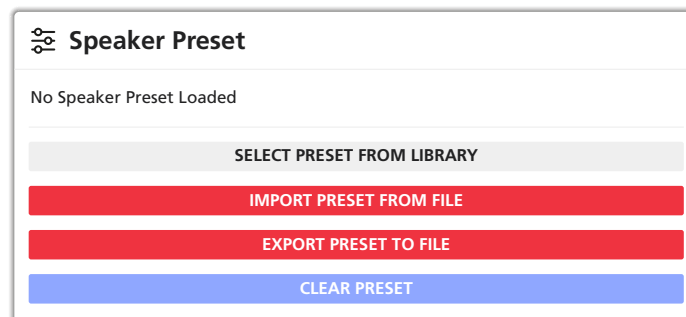 Speaker Preset
No Speaker Preset Loaded
SELECT PRESET FROM LIBRARY
IMPORT PRESET FROM FILE
EXPORT PRESET TO FILE
CLEAR PRESET